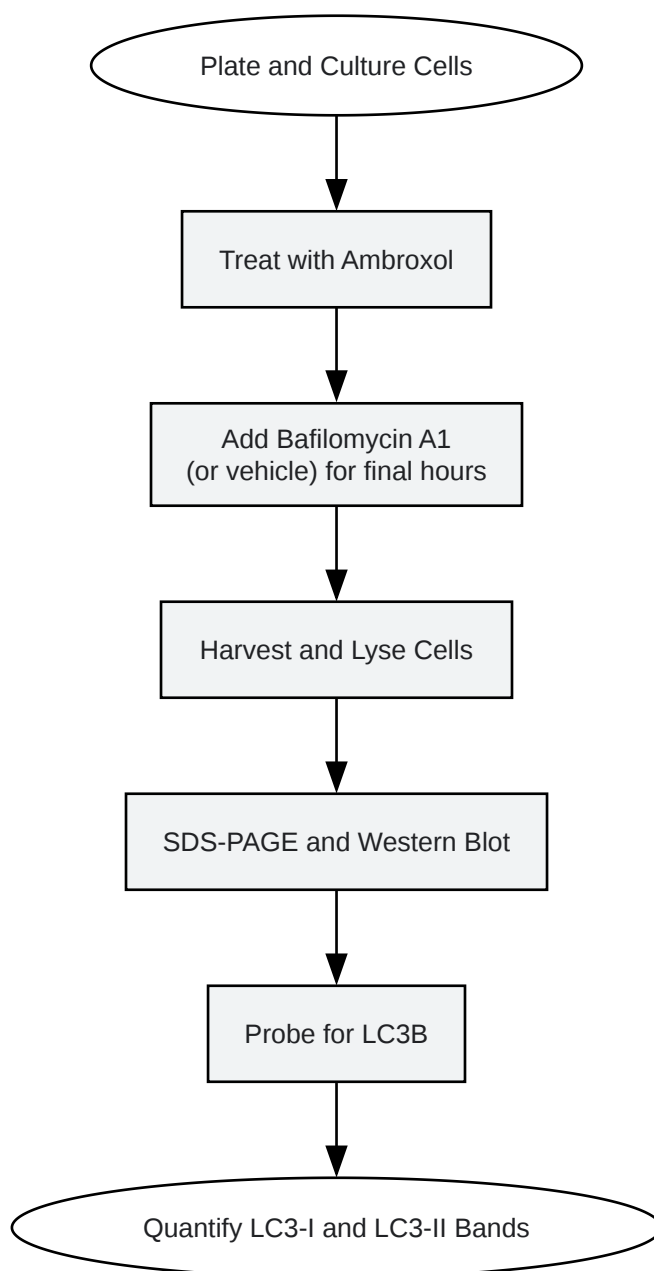 Plate and Culture Cells
Treat with Ambroxol
Add Bafilomycin A1
(or vehicle) for final hours
Harvest and Lyse Cells
SDS-PAGE and Western Blot
Probe for LC3B
Quantify LC3-I and LC3-II Bands